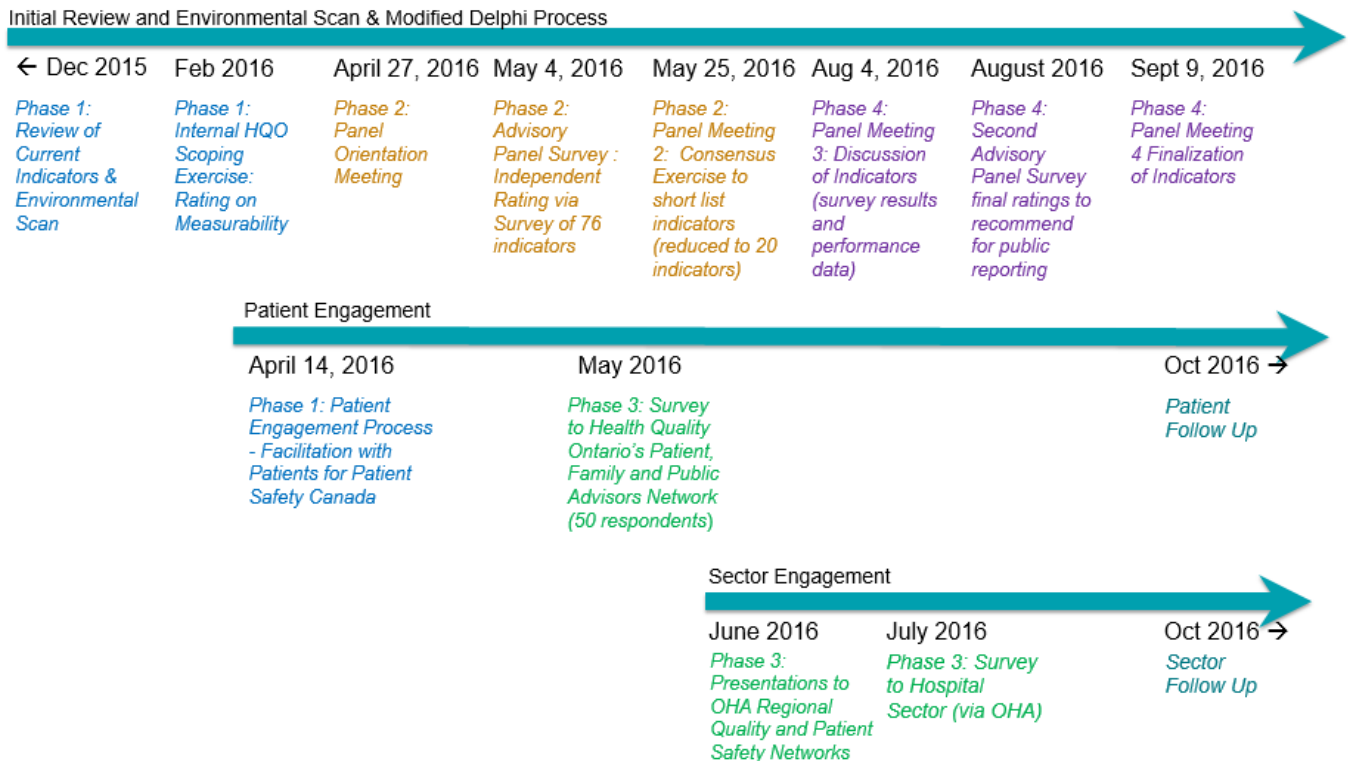 Initial Review and Environmental Scan & Modified Delphi Process
← Dec 2015
Phase 1:
Review of
Current
Indicators &
Environmental
Scan
Feb 2016
Phase 1:
Internal HQO
Scoping
Exercise:
Rating on
Measurability
April 27, 2016
Phase 2:
Panel
Orientation
Meeting
May 4, 2016
Phase 2:
Advisory
Panel Survey :
Independent
Rating via
Survey of 76
indicators
May 25, 2016
Phase 2:
Panel Meeting
2: Consensus
Exercise to
short list
indicators
(reduced to 20
indicators)
Aug 4, 2016
Phase 4:
Panel Meeting
3: Discussion
of Indicators
(survey results
and
performance
data)
August 2016
Phase 4:
Second
Advisory
Panel Survey
final ratings to
recommend
for public
reporting
Sept 9, 2016
Phase 4:
Panel Meeting
4 Finalization
of Indicators
Patient Engagement
April 14, 2016
Phase 1: Patient
Engagement Process
- Facilitation with
Patients for Patient
Safety Canada
May 2016
Phase 3: Survey
to Health Quality
Ontario's Patient,
Family and Public
Advisors Network
(50 respondents)
Oct 2016 →
Patient
Follow Up
Sector Engagement
June 2016
Phase 3:
Presentations to
OHA Regional
Quality and Patient
Safety Networks
July 2016
Phase 3: Survey
to Hospital
Sector (via OHA)
Oct 2016 →
Sector
Follow Up